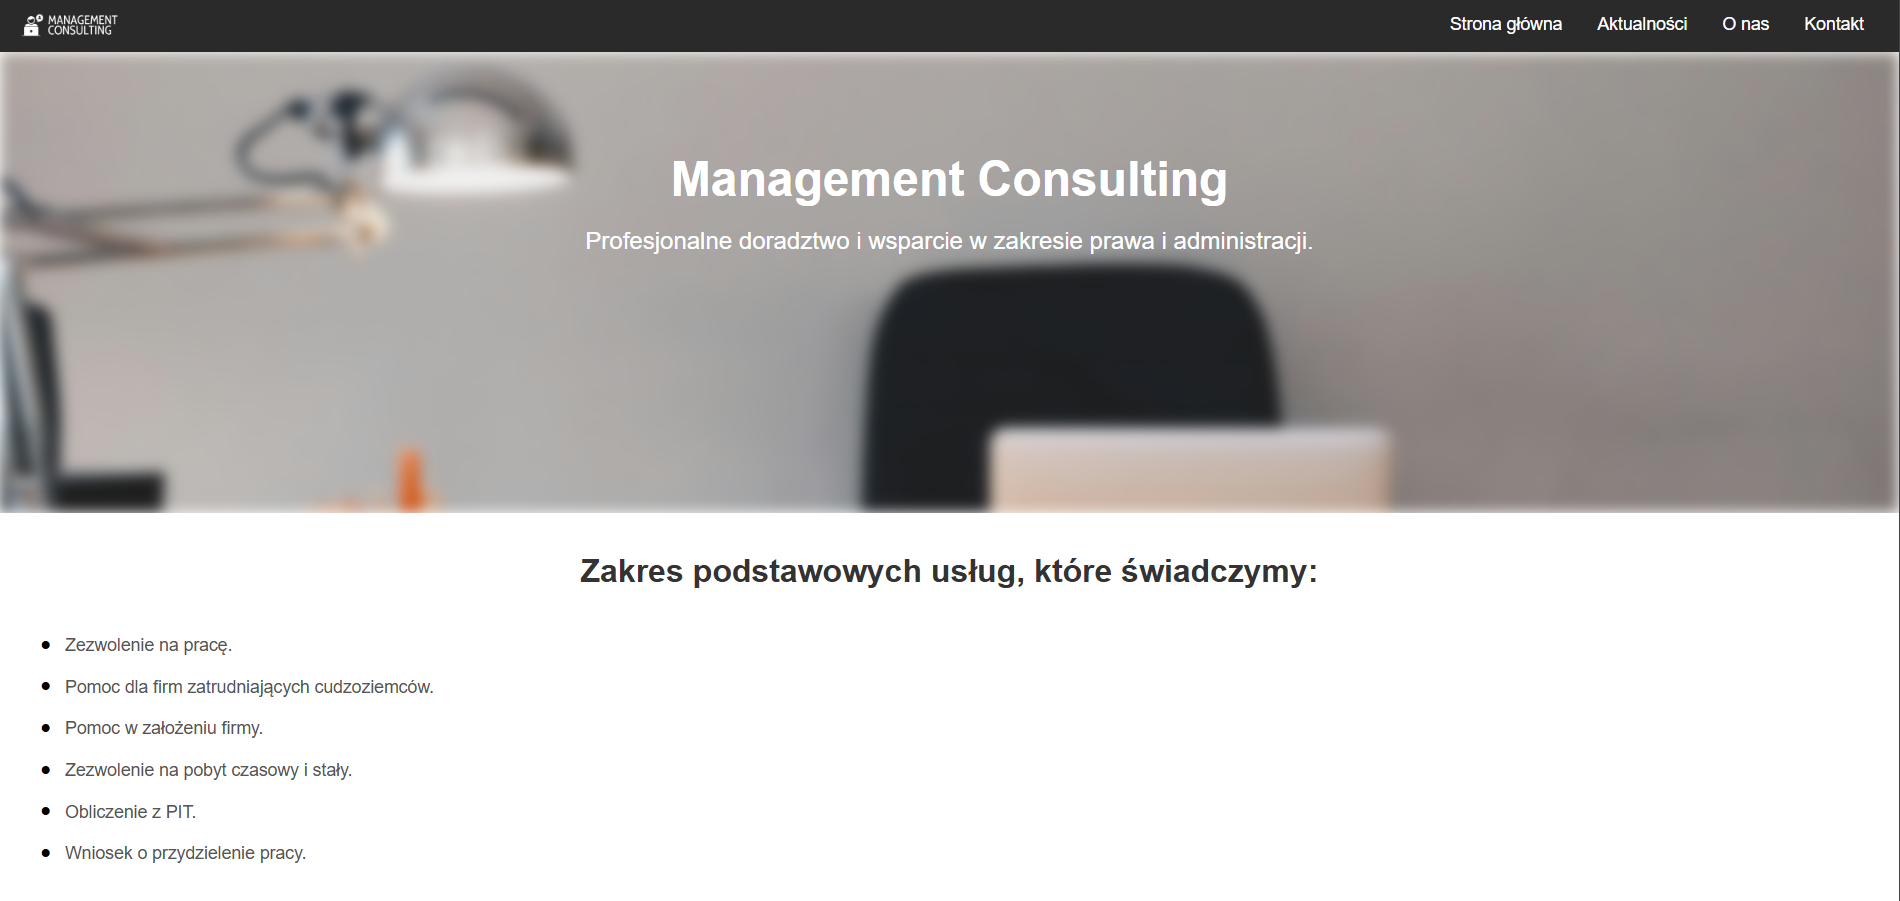 MANAGEMENT
CONSULTING
Strona główna Aktualności O nas Kontakt
Management Consulting
Profesjonalne doradztwo i wsparcie w zakresie prawa i administracji.
Zakres podstawowych usług, które świadczymy:
Zezwolenie na pracę.
Pomoc dla firm zatrudniających cudzoziemców.
Pomoc w założeniu firmy.
Zezwolenie na pobyt czasowy i stały.
Obliczenie z PIT.
Wniosek o przydzielenie pracy.